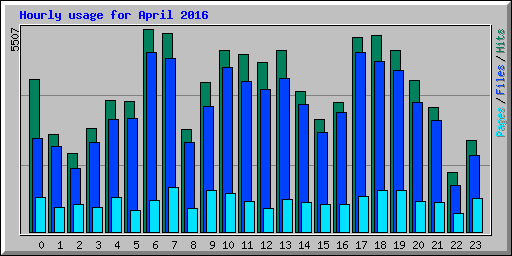 Hourly usage for April 2016
5507
Pages / Files / Hits
0 1 2 3 4 5 6 7 8 9 10 11 12 13 14 15 16 17 18 19 20 21 22 23